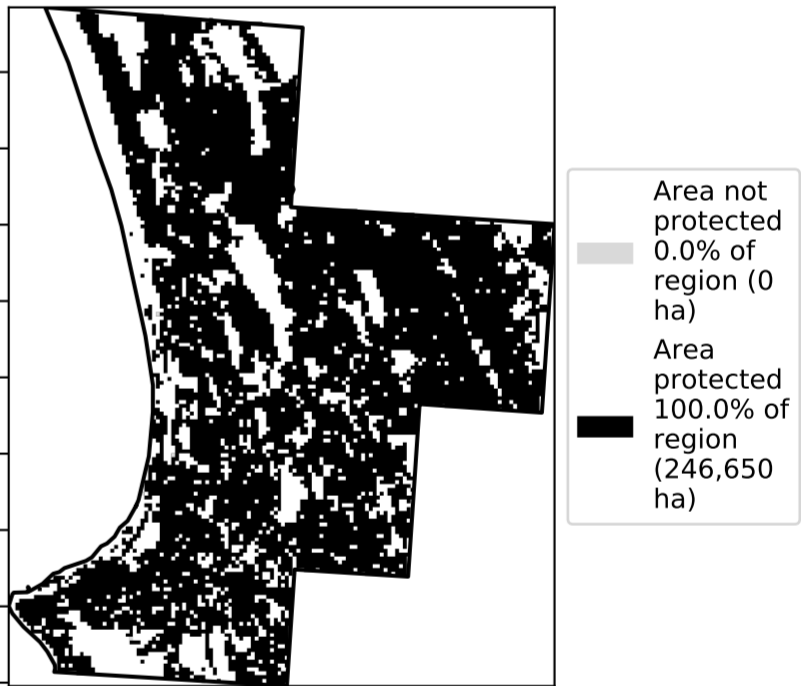 Area not
protected
0.0% of
region (0
ha)
Area
protected
100.0% of
region
(246,650
ha)